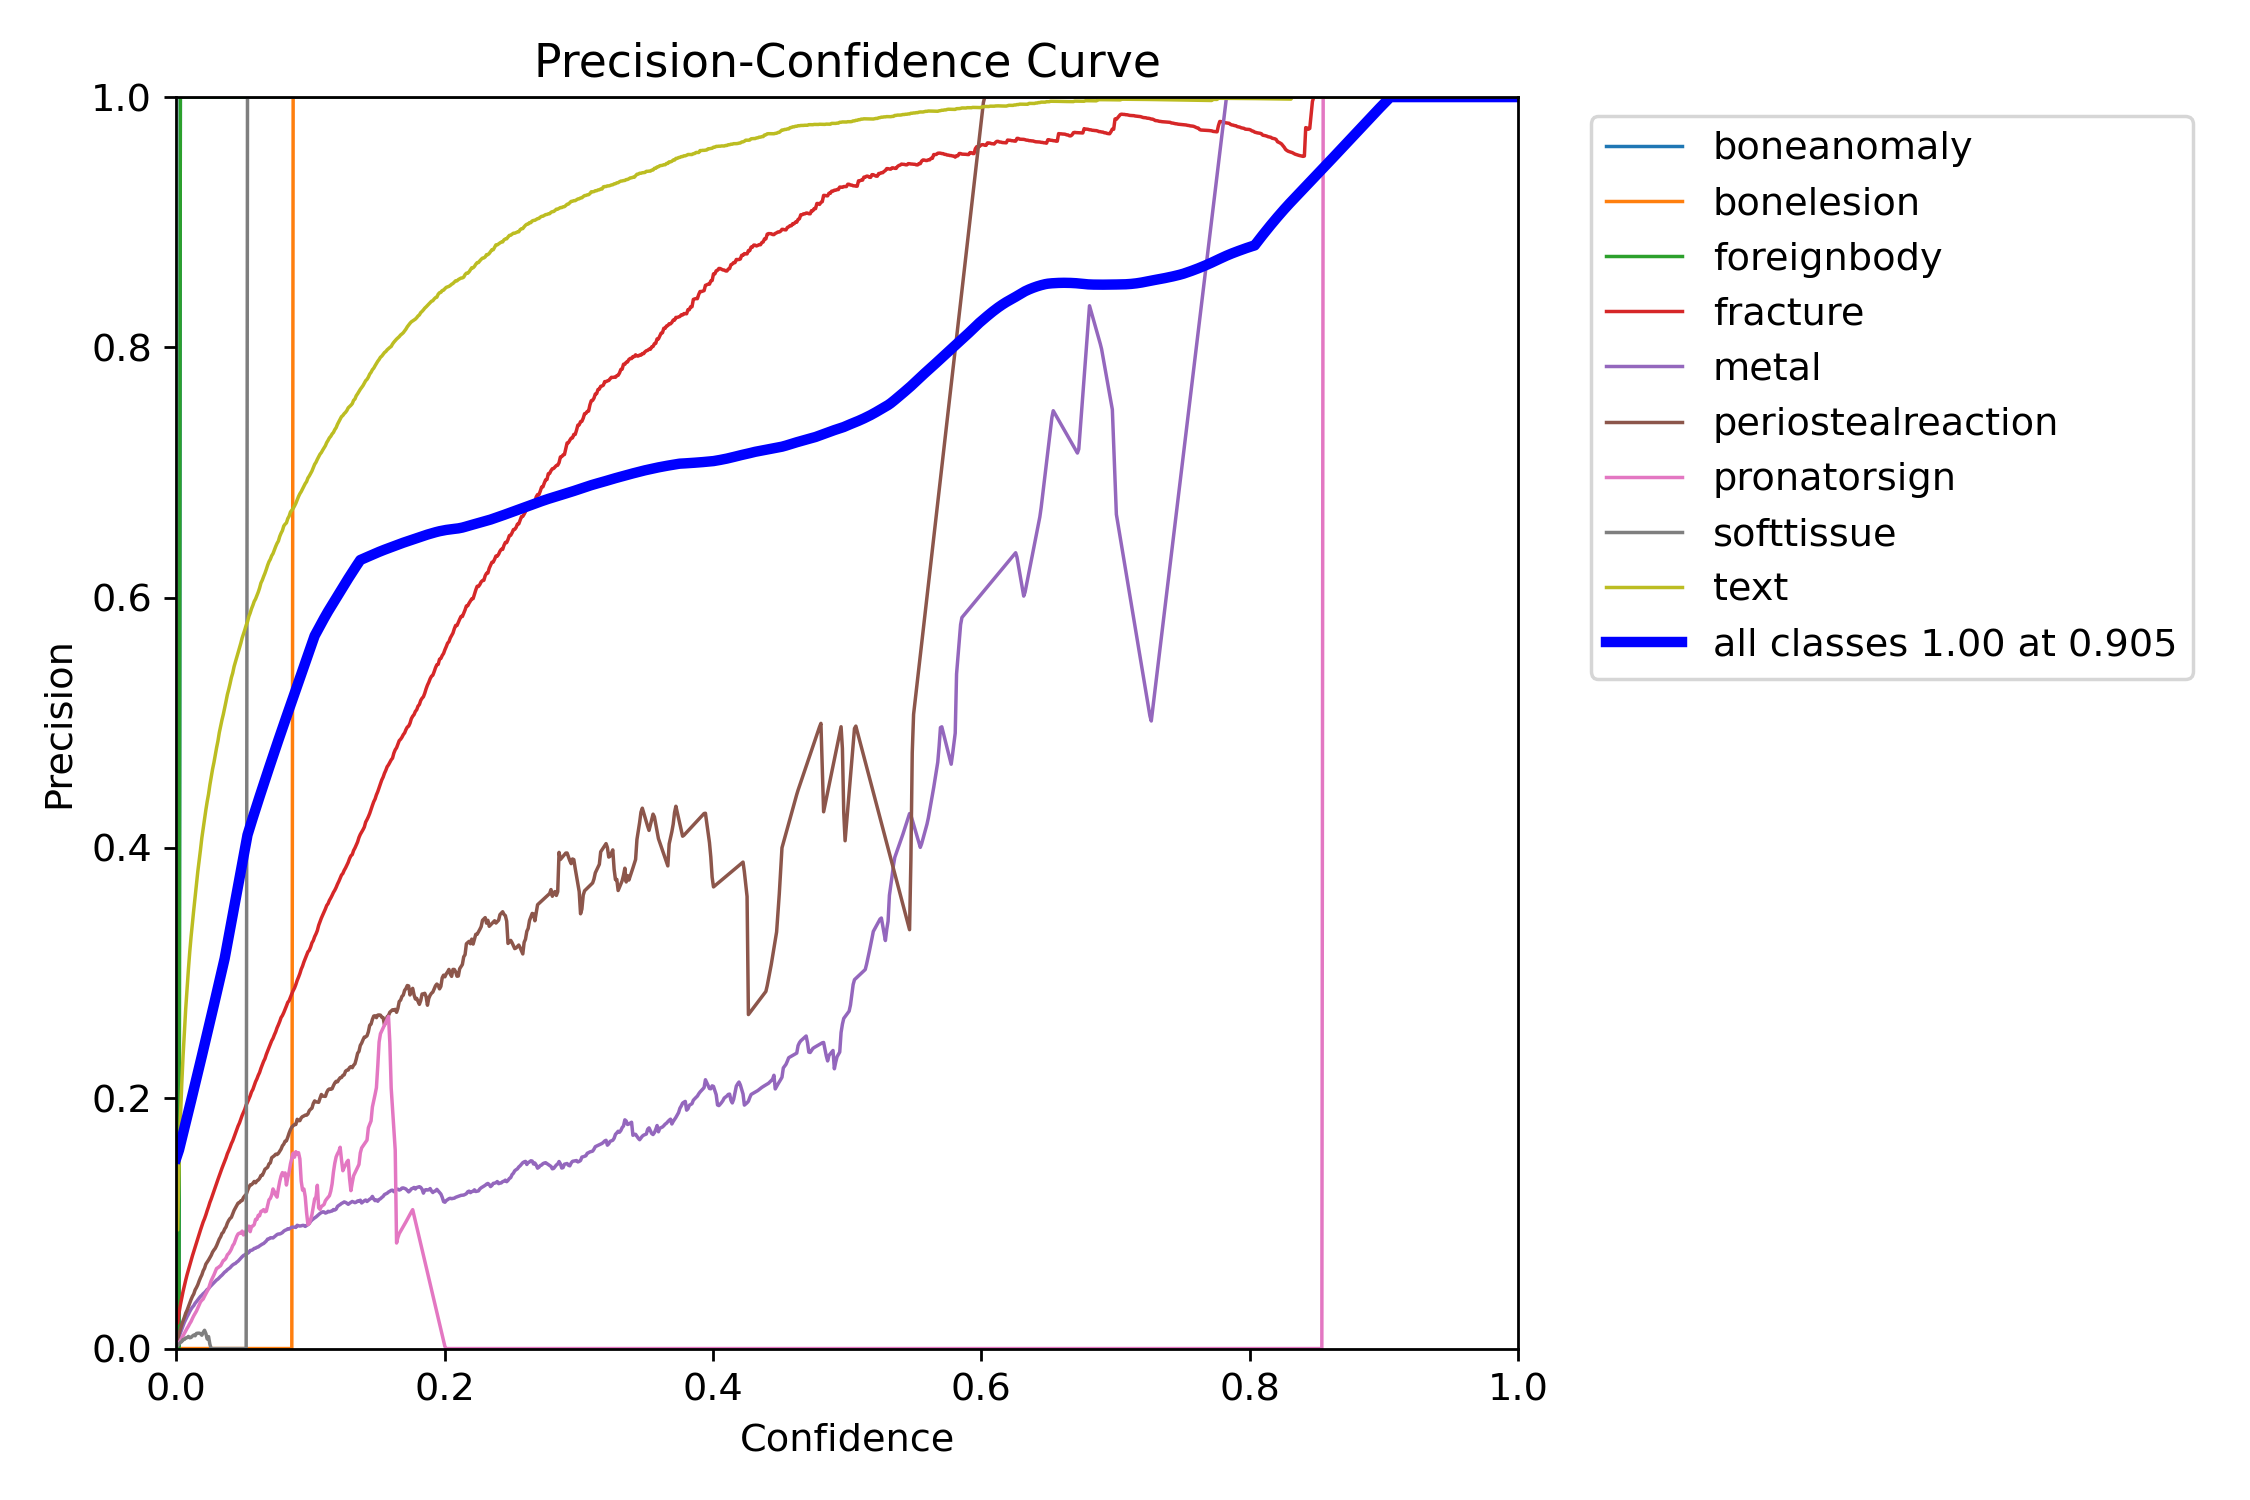 Precision-Confidence Curve
1.0
0.8
0.6
0.4
0.2
0.0
Precision
0.0 0.2 0.4 0.6 0.8 1.0
Confidence
boneanomaly
bonelesion
foreignbody
fracture
metal
periostealreaction
pronatorsign
softtissue
text
all classes 1.00 at 0.905